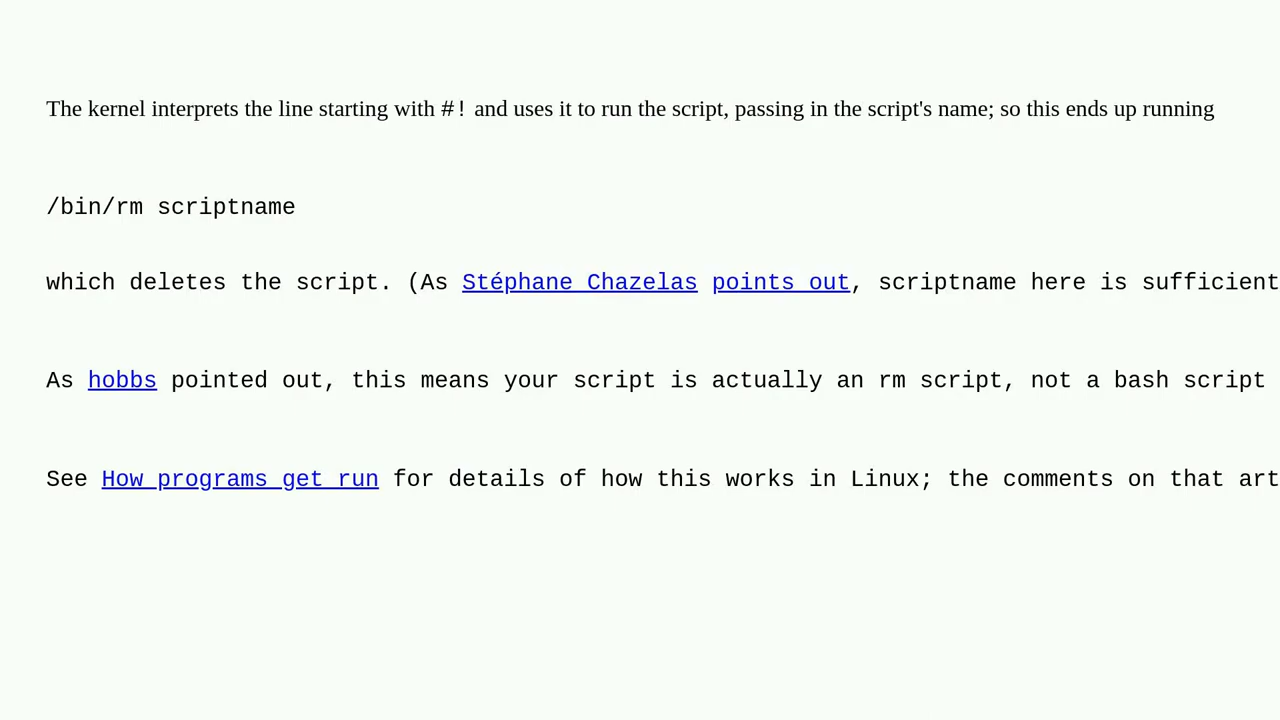 The kernel interprets the line starting with #! and uses it to run the script, passing in the script's name; so this ends up running
/bin/rm scriptname
which deletes the script. (As Stéphane Chazelas points out, scriptname here is sufficient
As hobbs pointed out, this means your script is actually an rm script, not a bash script
See How programs get run for details of how this works in Linux; the comments on that art